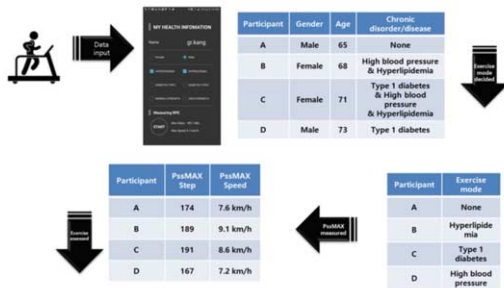 Data
input
MY HEALTH INFOMATION
Name
gi kang
Male
Measuring RPE
START
Participant Gender Age Chronic disorder/disease
A Male 65 None
B Female 68 High blood pressure & Hyperlipidemia
C Female 71 Type 1 diabetes & High blood pressure & Hyperlipidemia
D Male 73 Type 1 diabetes
Exercise
mode
decided
Participant Exercise mode
A None
B Hyperlipidemia
C Type 1 diabetes
D High blood pressure
PssMAX
measured
Participant PssMAX Step PssMAX Speed
A 174 7.6 km/h
B 189 9.1 km/h
C 191 8.6 km/h
D 167 7.2 km/h
Exercise
assessed